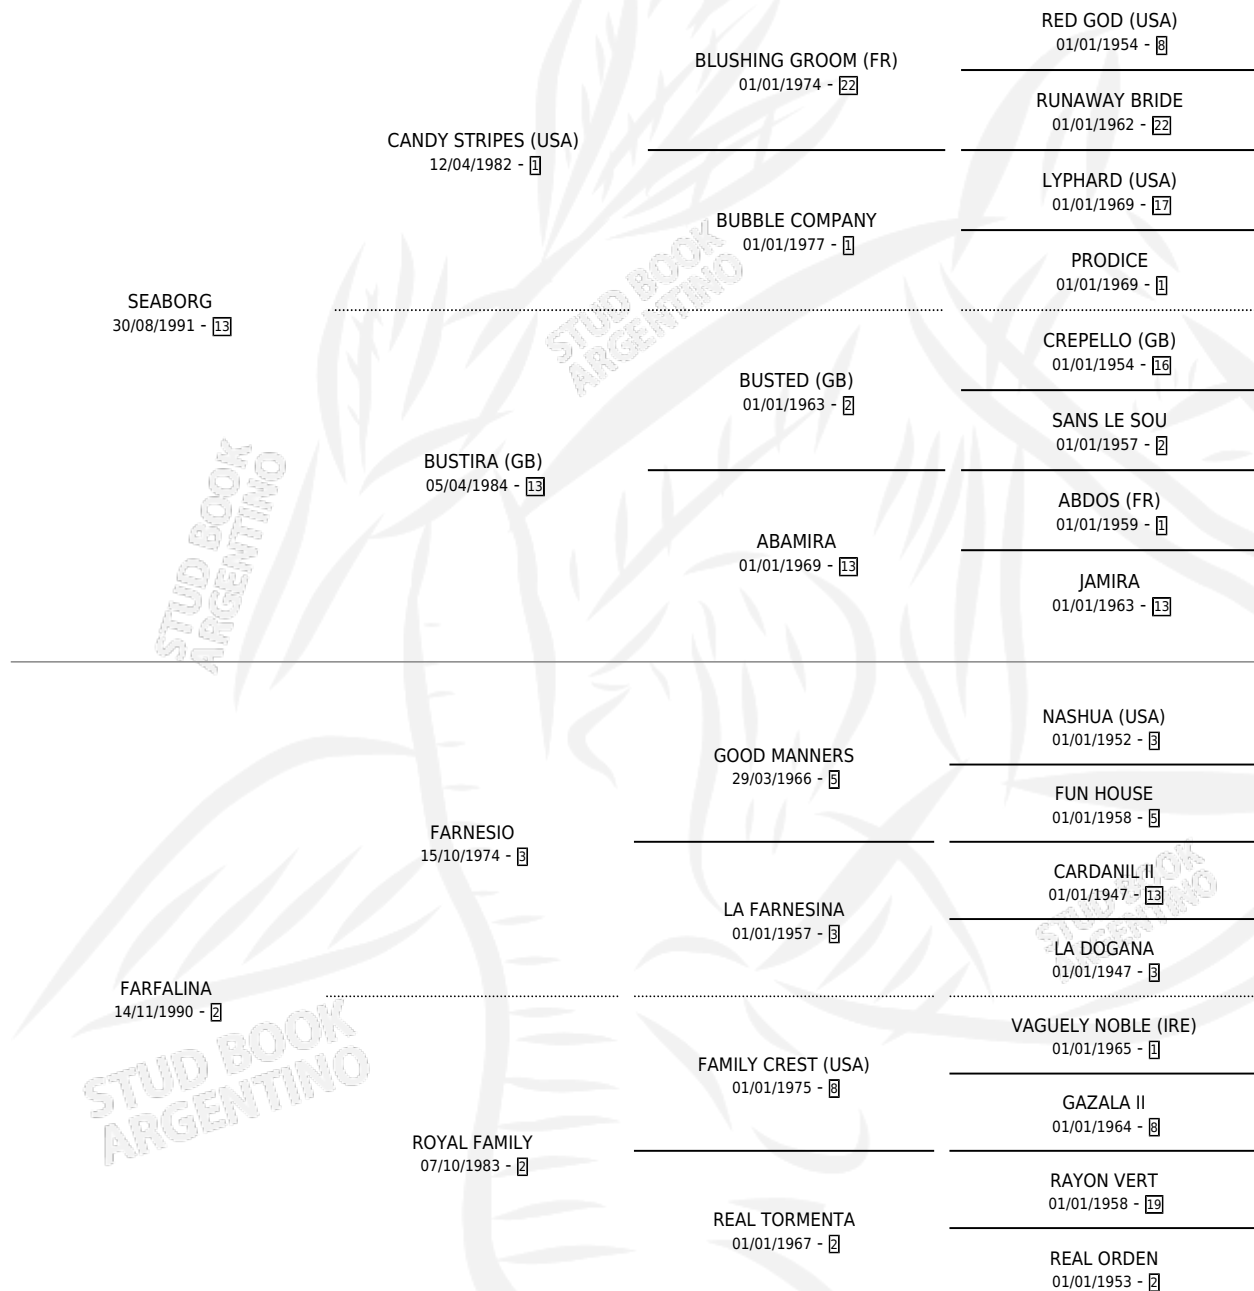 RED GOD (USA)
01/01/1954 - 8
BLUSHING GROOM (FR)
01/01/1974 - 22
RUNAWAY BRIDE
01/01/1962 - 22
CANDY STRIPES (USA)
12/04/1982 - 1
LYPHARD (USA)
01/01/1969 - 17
BUBBLE COMPANY
01/01/1977 - 1
PRODICE
01/01/1969 - 1
SEABORG
30/08/1991 - 13
CREPELLO (GB)
01/01/1954 - 16
BUSTED (GB)
01/01/1963 - 2
SANS LE SOU
01/01/1957 - 2
BUSTIRA (GB)
05/04/1984 - 13
ABDOS (FR)
01/01/1959 - 1
ABAMIRA
01/01/1969 - 13
JAMIRA
01/01/1963 - 13
NASHUA (USA)
01/01/1952 - 3
GOOD MANNERS
29/03/1966 - 5
FUN HOUSE
01/01/1958 - 5
FARNESIO
15/10/1974 - 3
CARDANIL II
01/01/1947 - 13
LA FARNESINA
01/01/1957 - 3
LA DOGANA
01/01/1947 - 3
FARFALINA
14/11/1990 - 2
VAGUELY NOBLE (IRE)
01/01/1965 - 1
FAMILY CREST (USA)
01/01/1975 - 8
GAZALA II
01/01/1964 - 8
ROYAL FAMILY
07/10/1983 - 2
RAYON VERT
01/01/1958 - 19
REAL TORMENTA
01/01/1967 - 2
REAL ORDEN
01/01/1953 - 2
STUD BOOK
ARGENTINO
STUD BOOK
ARGENTINO
STUD BOOK
ARGENTINO
STUD BOOK
ARGENTINO